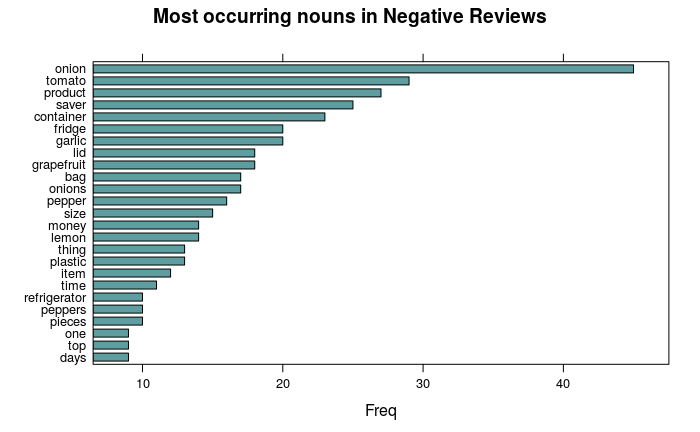 Most occurring nouns in Negative Reviews
onion
tomato
product
saver
container
fridge
garlic
lid
grapefruit
bag
onions
pepper
size
money
lemon
thing
plastic
item
time
refrigerator
peppers
pieces
one
top
days
10 20 30 40
Freq